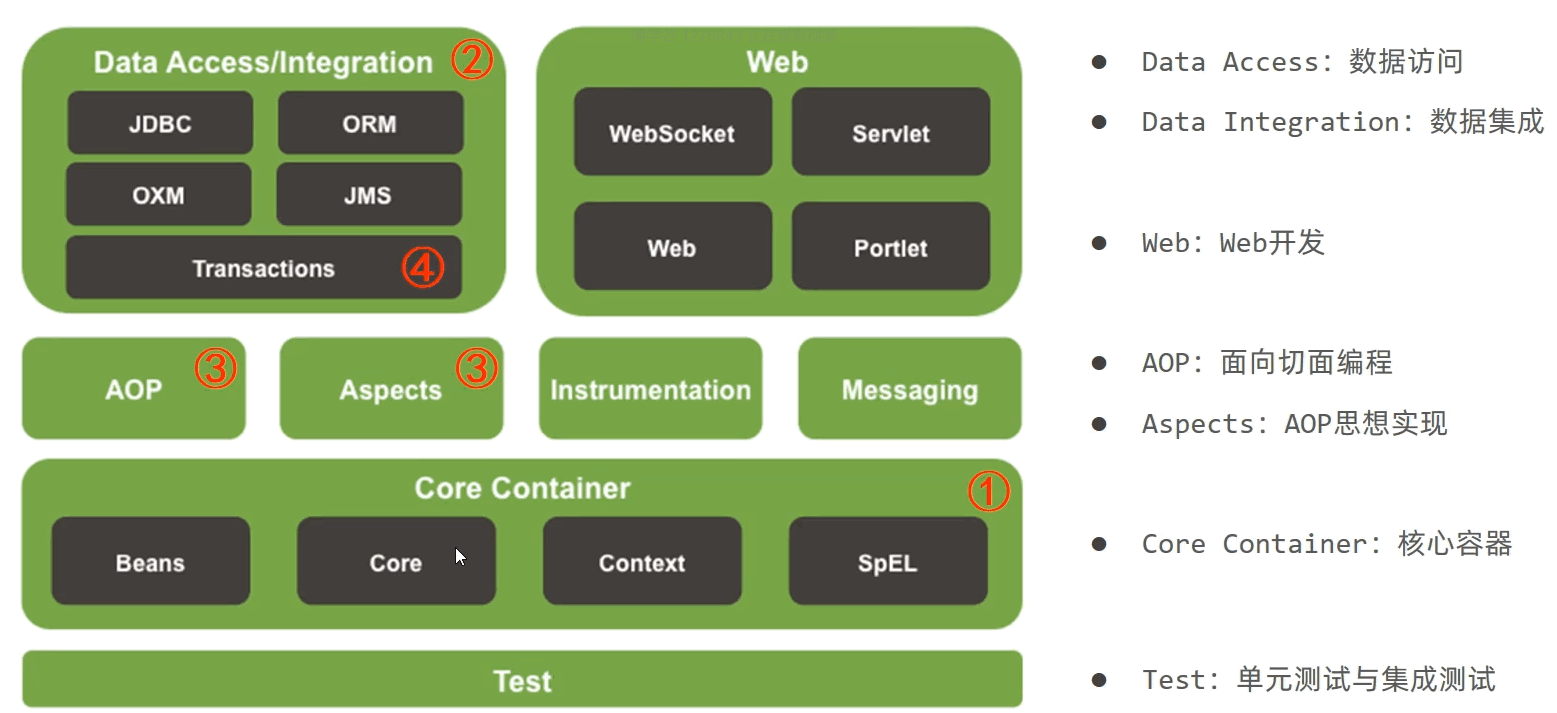 Data Access/Integration ②
JDBC
ORM
OXM
JMS
Transactions ④
Web
WebSocket
Servlet
Web
Portlet
AOP ③
Aspects ③
Instrumentation
Messaging
Core Container ①
Beans
Core
Context
SpEL
Test
● Data Access：数据访问
● Data Integration：数据集成
● Web：Web开发
● AOP：面向切面编程
● Aspects：AOP思想实现
● Core Container：核心容器
● Test：单元测试与集成测试